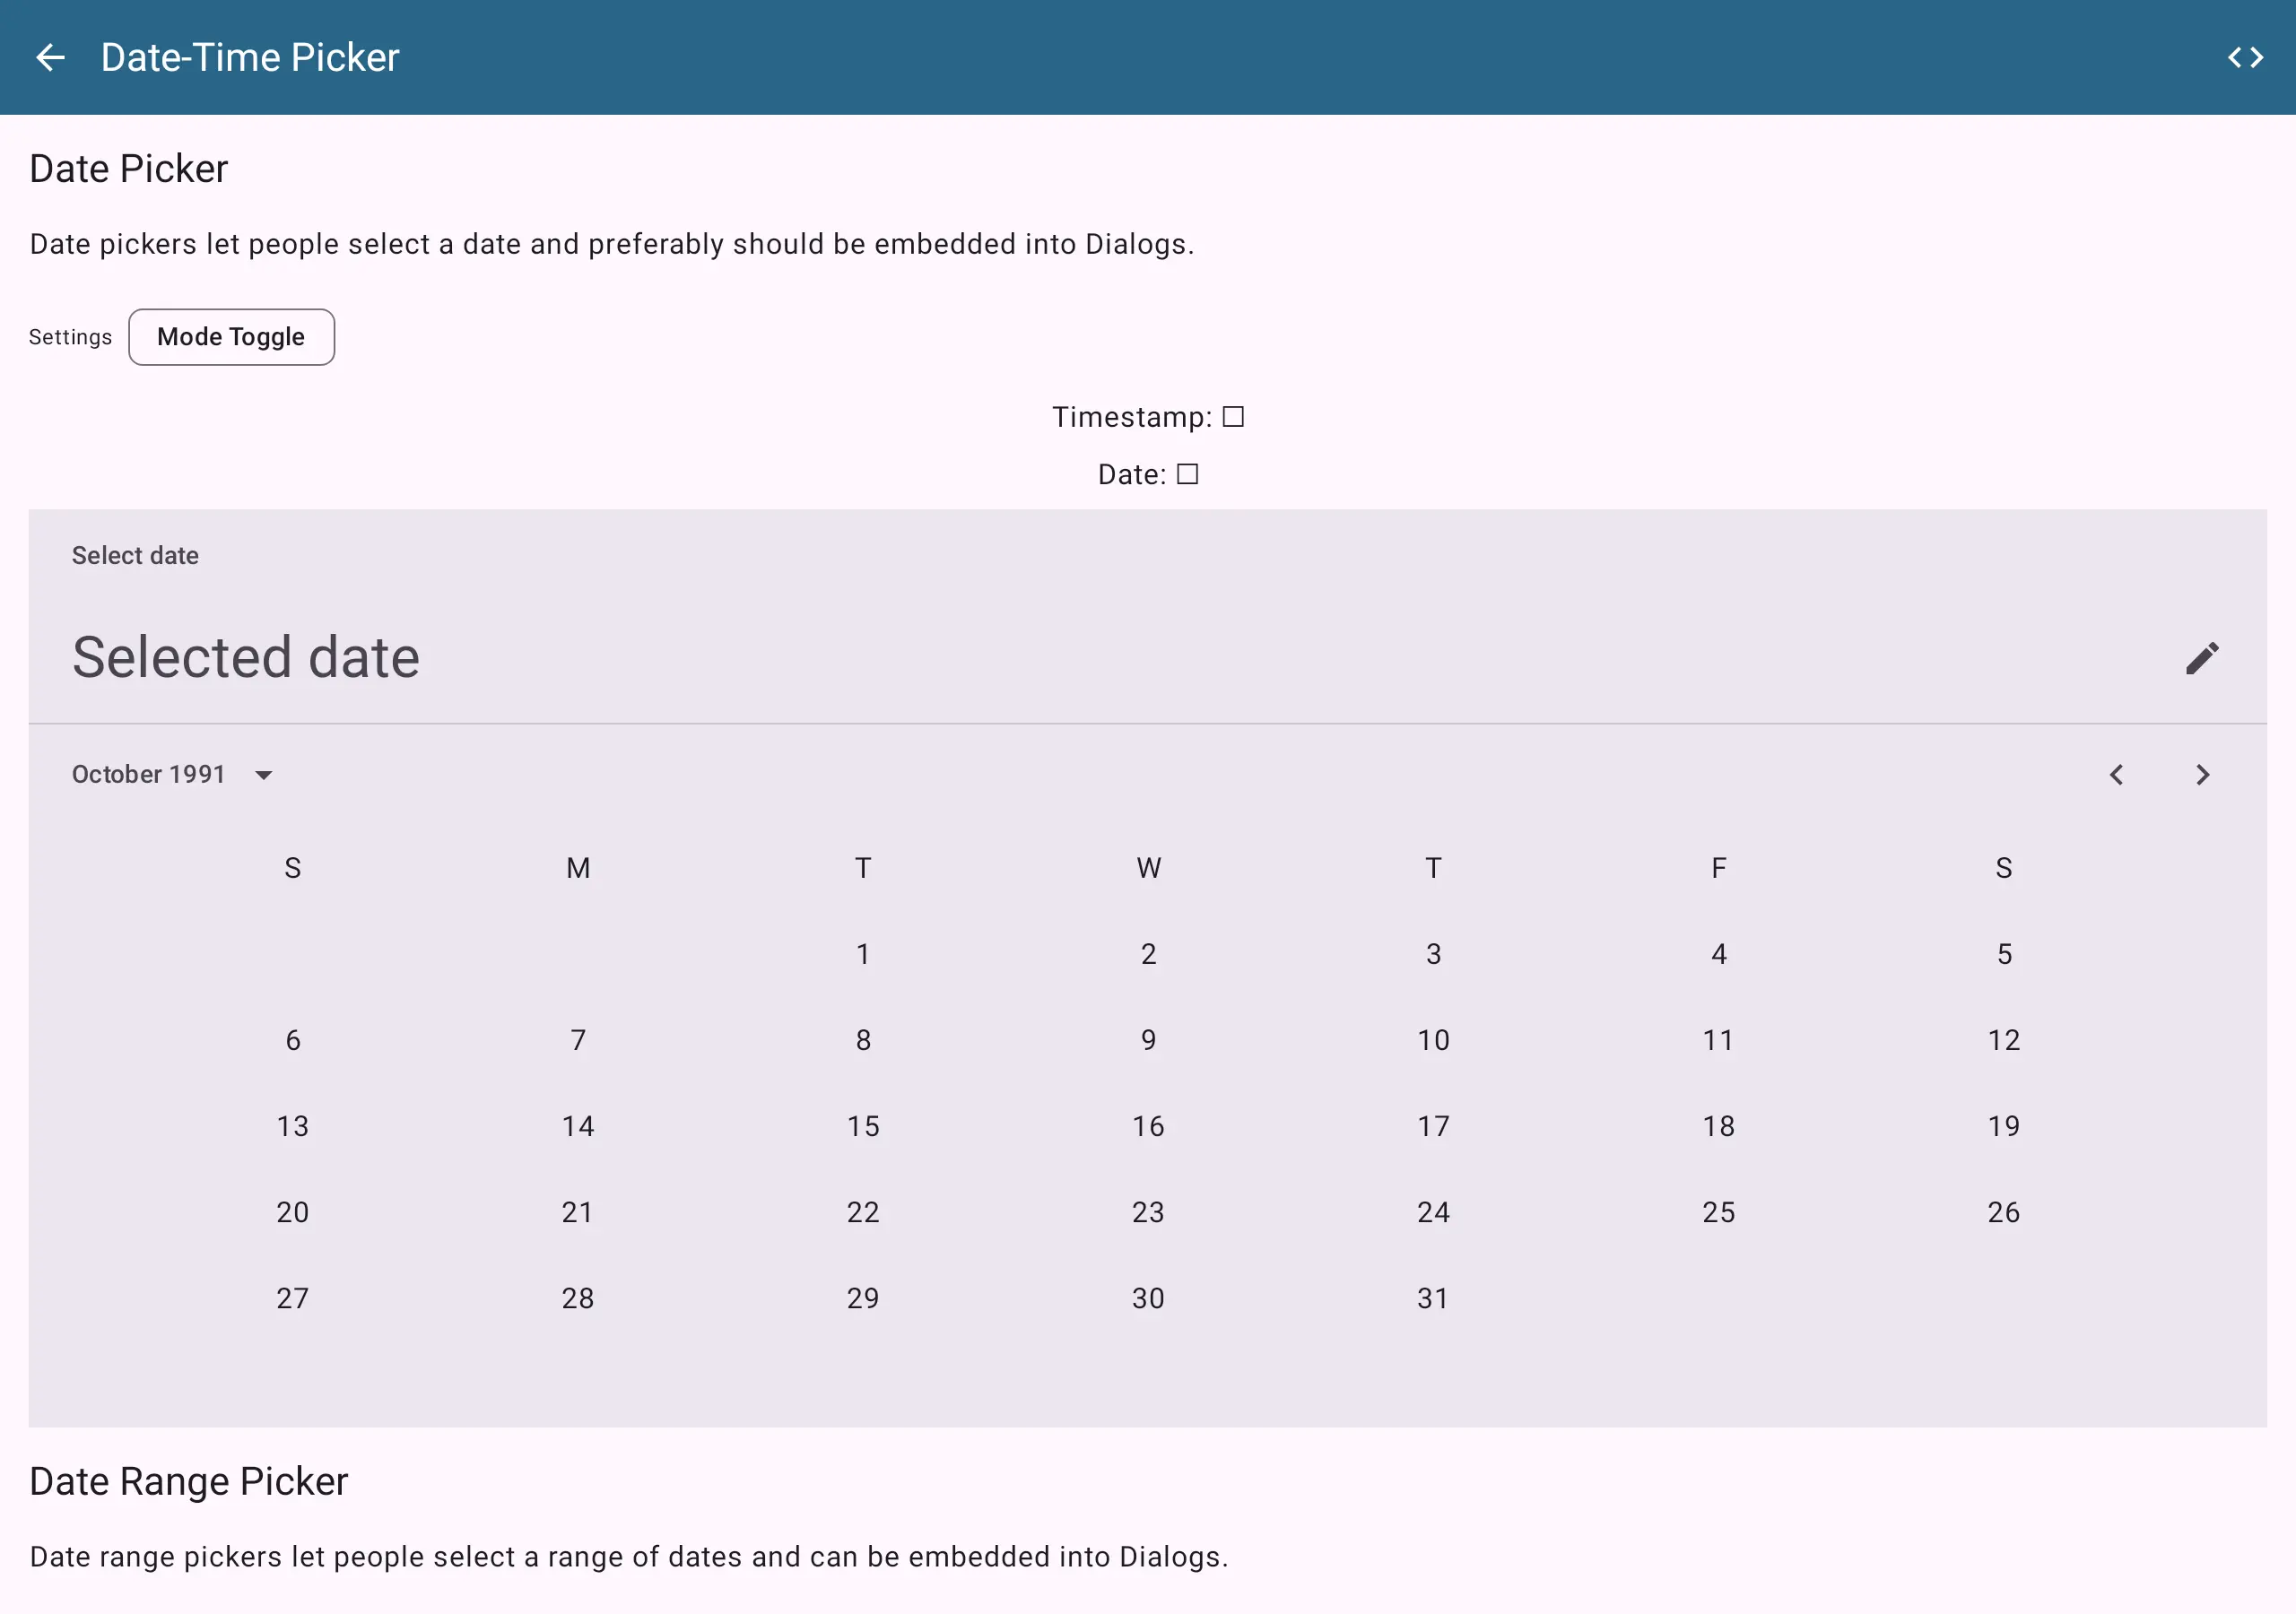 Date-Time Picker
Date Picker
Date pickers let people select a date and preferably should be embedded into Dialogs.
Settings Mode Toggle
Timestamp: □
Date: □
Select date
Selected date
October 1991
S M T W T F S
1 2 3 4 5
6 7 8 9 10 11 12
13 14 15 16 17 18 19
20 21 22 23 24 25 26
27 28 29 30 31
Date Range Picker
Date range pickers let people select a range of dates and can be embedded into Dialogs.